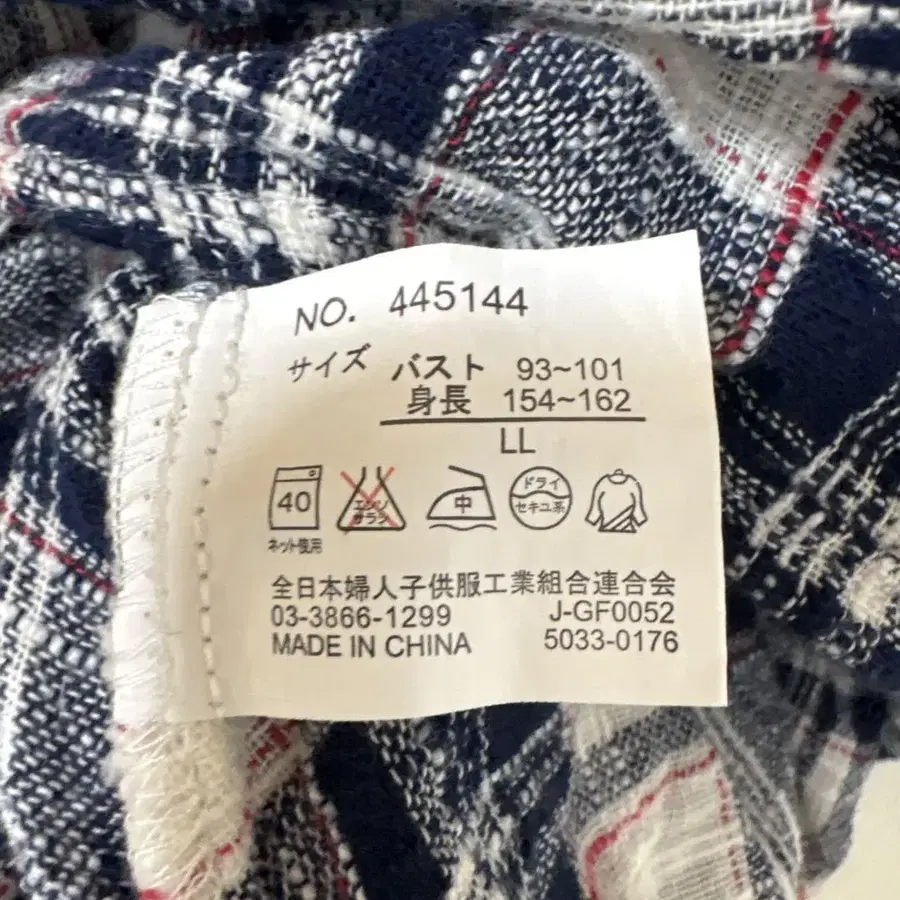 NO. 445144
サイズ バスト 93~101
身長 154~162
LL
40
エンソ
サラシ
中
ドライ
セキユ系
ネット使用
全日本婦人子供服工業組合連合会
03-3866-1299 J-GF0052
MADE IN CHINA 5033-0176